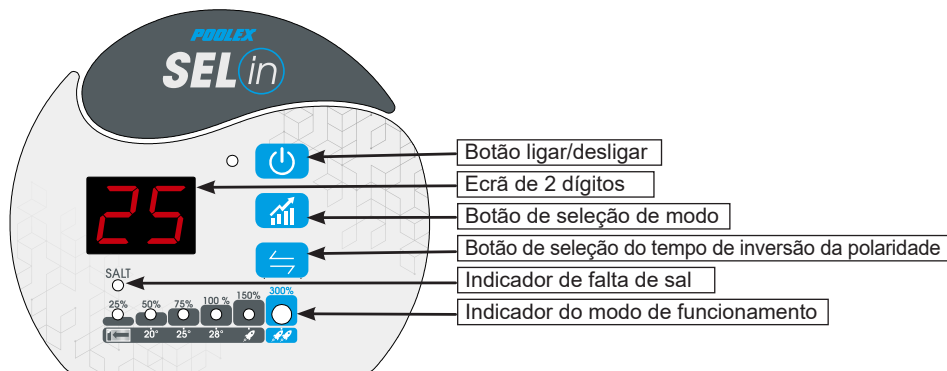 POOLEX
SEL in
Botão ligar/desligar
Ecrã de 2 dígitos
25
Botão de seleção de modo
Botão de seleção do tempo de inversão da polaridade
SALT
Indicador de falta de sal
25% 50% 75% 100 % 150% 300%
Indicador do modo de funcionamento
20° 25° 28°